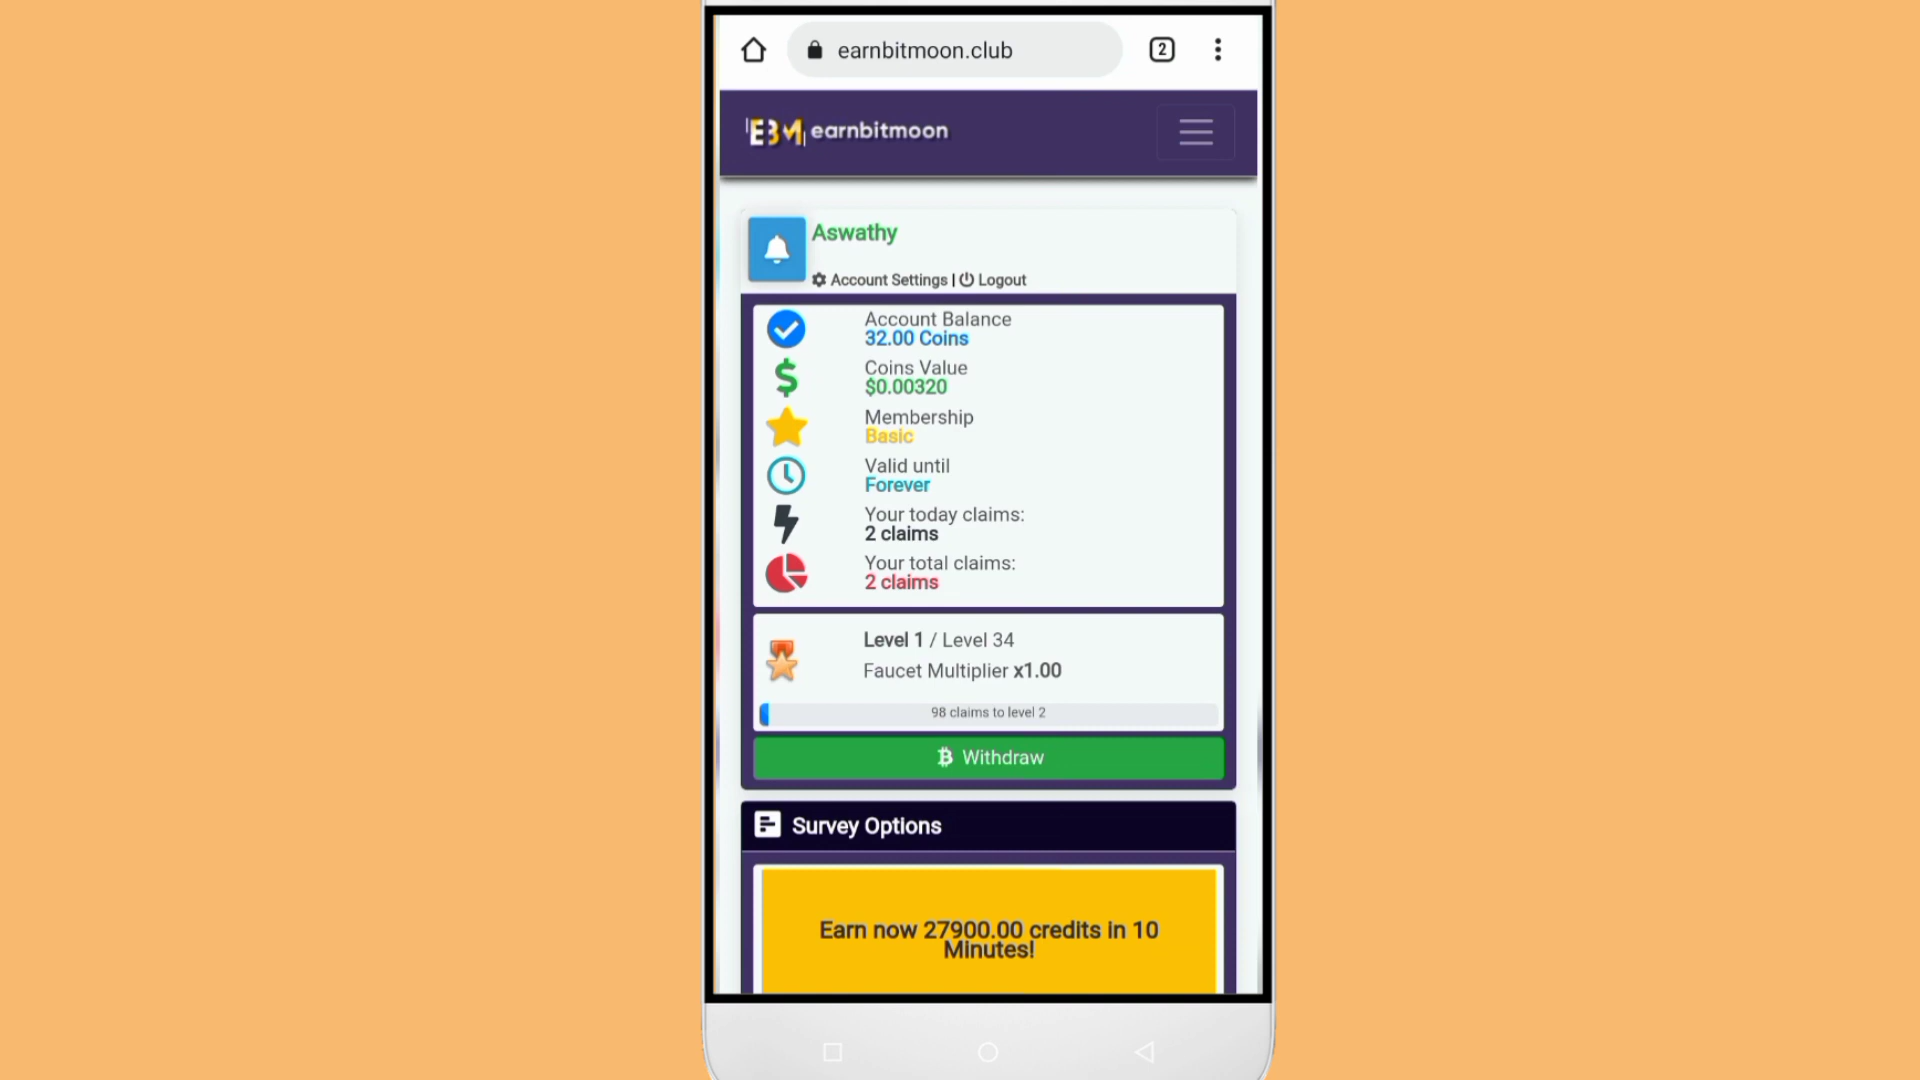 earnbitmoon.club
2
EBM earnbitmoon
Aswathy
Account Settings | Logout
Account Balance
32.00 Coins
Coins Value
$0.00320
Membership
Basic
Valid until
Forever
Your today claims:
2 claims
Your total claims:
2 claims
Level 1 / Level 34
Faucet Multiplier x1.00
98 claims to level 2
Withdraw
Survey Options
Earn now 27900.00 credits in 10
Minutes!